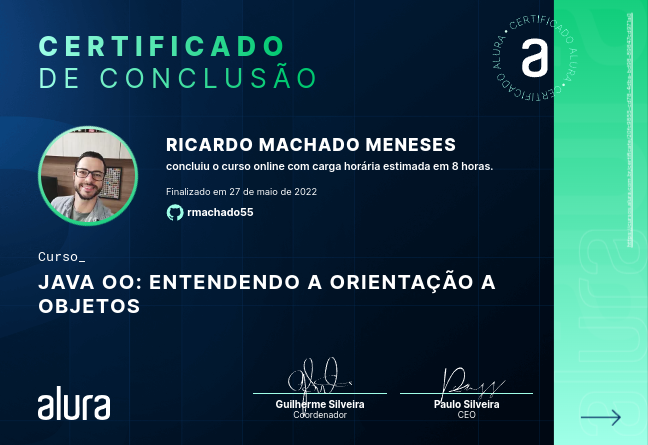 CERTIFICADO
DE CONCLUSÃO
CERTIFICADO ALURA • CERTIFICADO ALURA •
a
RICARDO MACHADO MENESES
concluiu o curso online com carga horária estimada em 8 horas.
Finalizado em 27 de maio de 2022
rmachado55
Curso_
JAVA OO: ENTENDENDO A ORIENTAÇÃO A
OBJETOS
alura
Guilherme Silveira
Coordenador
Paulo Silveira
CEO
alura